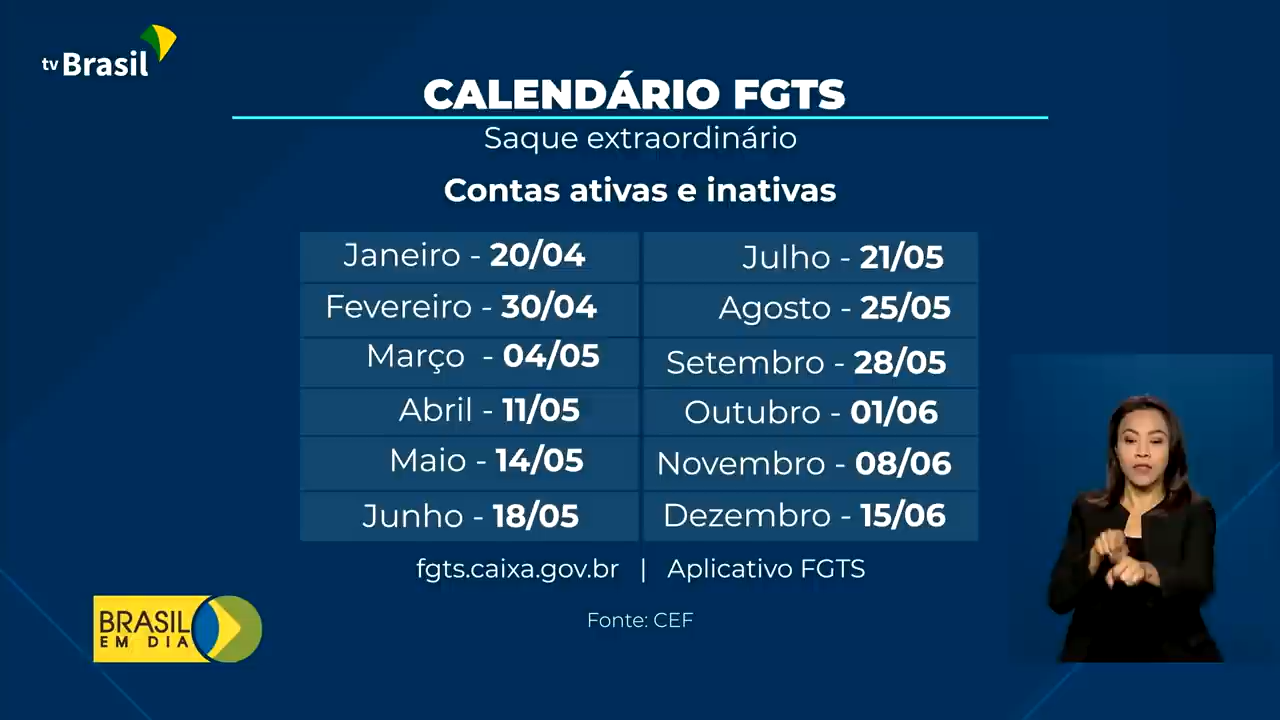 tv Brasil
CALENDÁRIO FGTS
Saque extraordinário
Contas ativas e inativas
Janeiro - 20/04
Fevereiro - 30/04
Março - 04/05
Abril - 11/05
Maio - 14/05
Junho - 18/05
Julho - 21/05
Agosto - 25/05
Setembro - 28/05
Outubro - 01/06
Novembro - 08/06
Dezembro - 15/06
fgts.caixa.gov.br | Aplicativo FGTS
Fonte: CEF
BRASIL
EM DIA